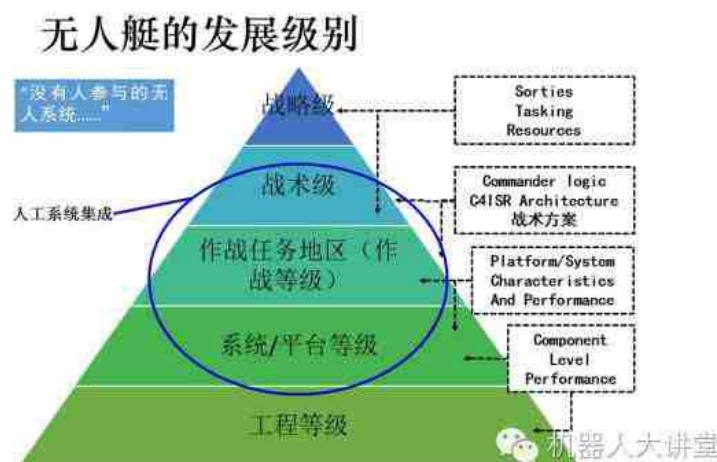 无人艇的发展级别
“没有人参与的无
人系统......”
战略级
Sorties
Tasking
Resources
战术级
Commander logic
C4ISR Architecture
战术方案
人工系统集成
作战任务地区（作
战等级）
Platform/System
Characteristics
And Performance
系统/平台等级
Component
Level
Performance
工程等级
机器人大讲堂